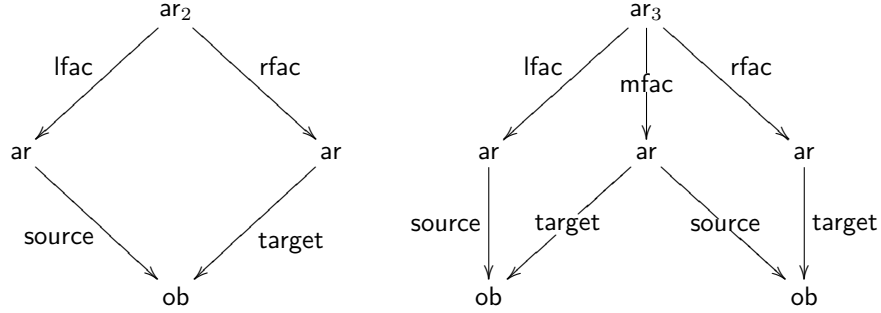 ar₂ ar₃
lfac rfac lfac mfac rfac
ar ar ar ar ar
source target source target source target
ob ob ob